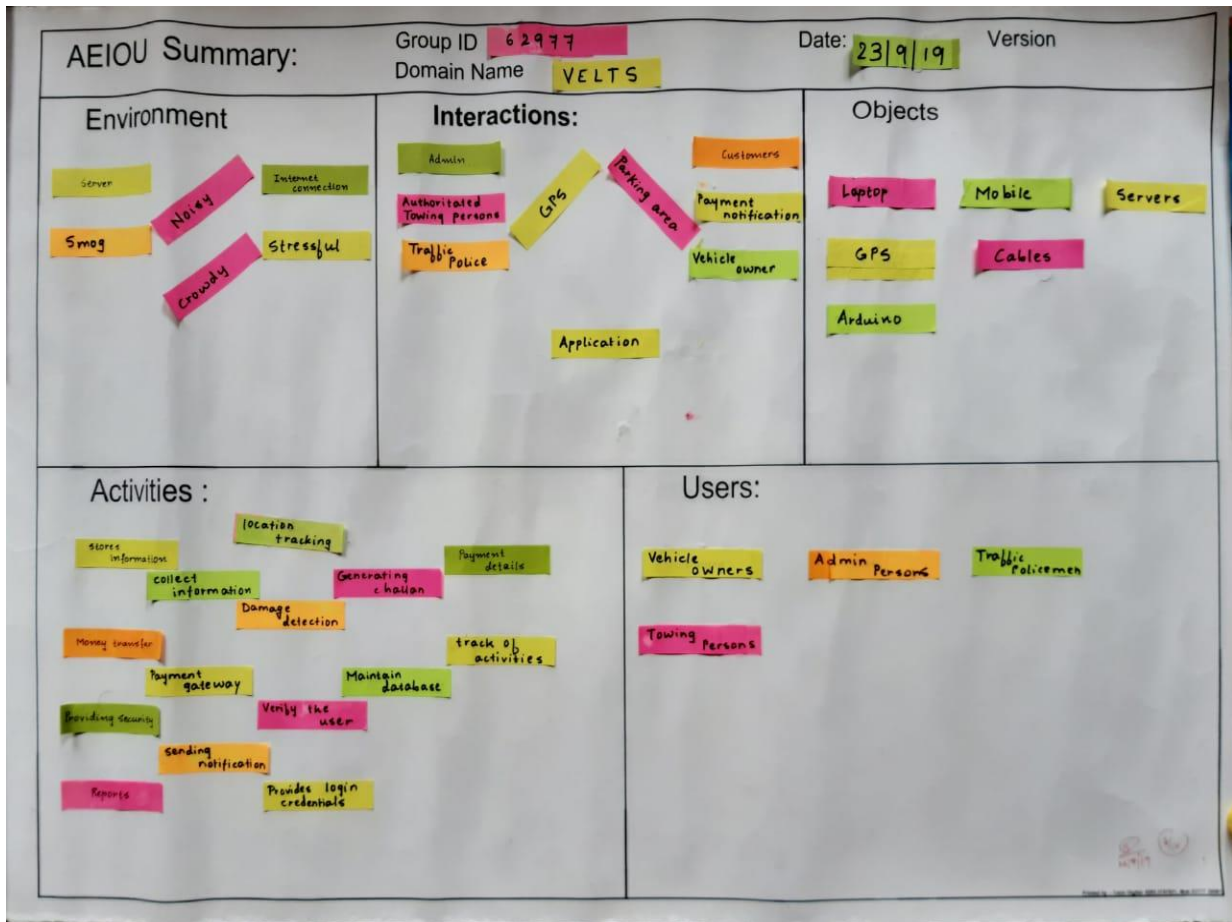 AEIOU Summary:
Group ID 62977
Domain Name VELTS
Date: 23/9/19
Version
Environment
Server
Noisy
Internet
connection
Smog
Crowdy
Stressful
Interactions:
Admin
Authoritated
Towing persons
Traffic
Police
GPS
Parking area
Customers
Payment
notification
Vehicle
owner
Application
Objects
Laptop
Mobile
Servers
GPS
Cables
Arduino
Activities :
Stores
information
location
tracking
Payment
details
collect
information
Generating
challan
Damage
detection
Money transfer
track of
activities
Payment
gateway
Maintain
database
Providing security
Verify the
user
sending
notification
Reports
Provides login
credentials
Users:
Vehicle
owners
Admin
Persons
Traffic
Policemen
Towing
Persons